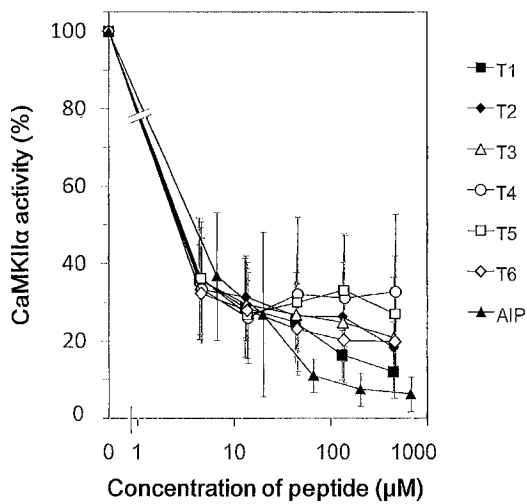 100
80
60
40
20
0
CaMKIIα activity (%)
0 1 10 100 1000
Concentration of peptide (µM)
T1
T2
T3
T4
T5
T6
AIP